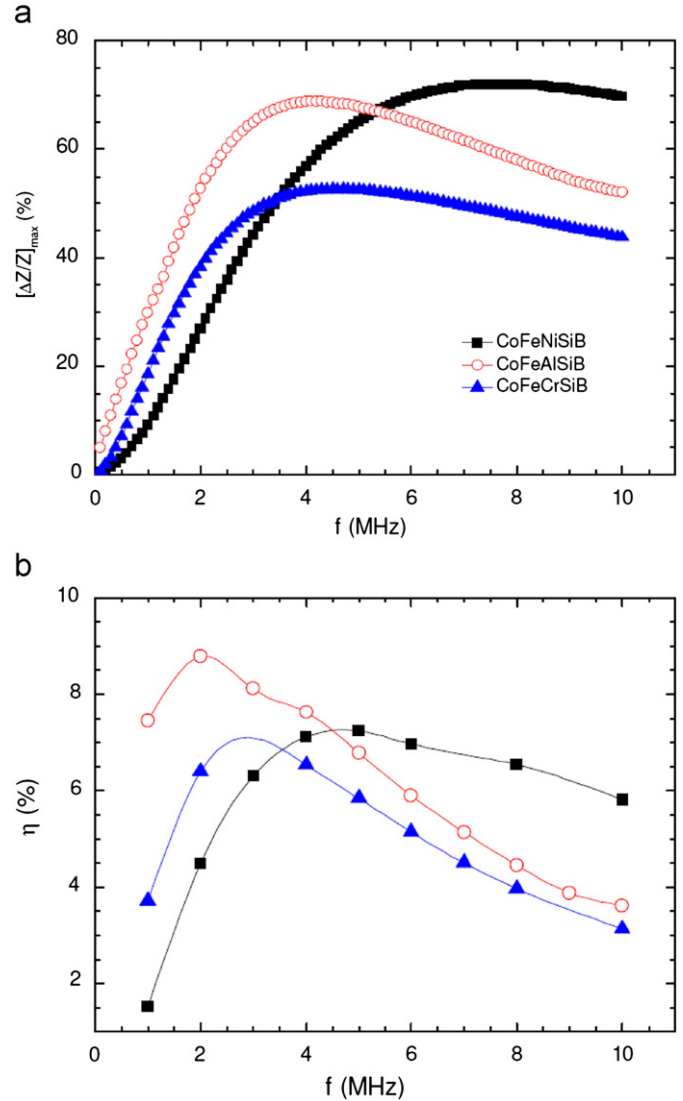 a
80
60
40
20
0
[ΔZ/Z]max (%)
CoFeNiSiB
CoFeAlSiB
CoFeCrSiB
0 2 4 6 8 10
f (MHz)
b
10
8
6
4
2
η (%)
0 2 4 6 8 10
f (MHz)